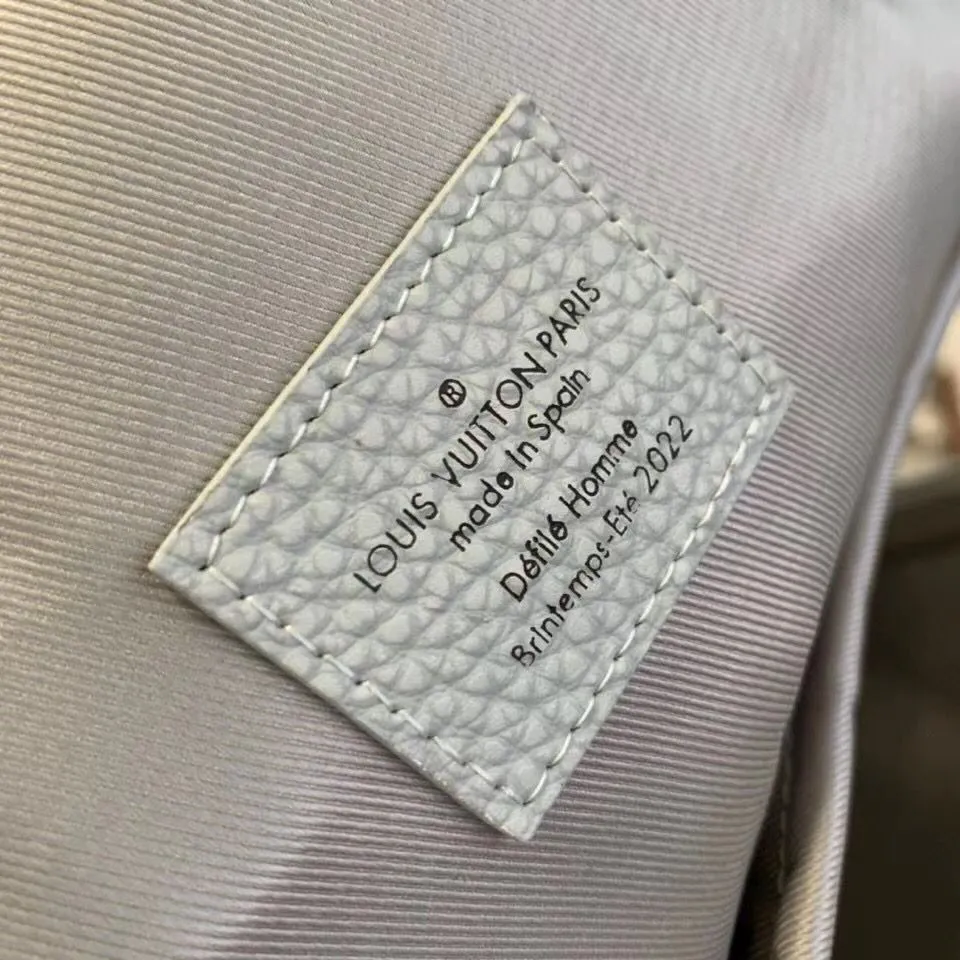 ®
LOUIS VUITTON PARIS
made in Spain
Défilé Homme
Printemps-Eté 2022